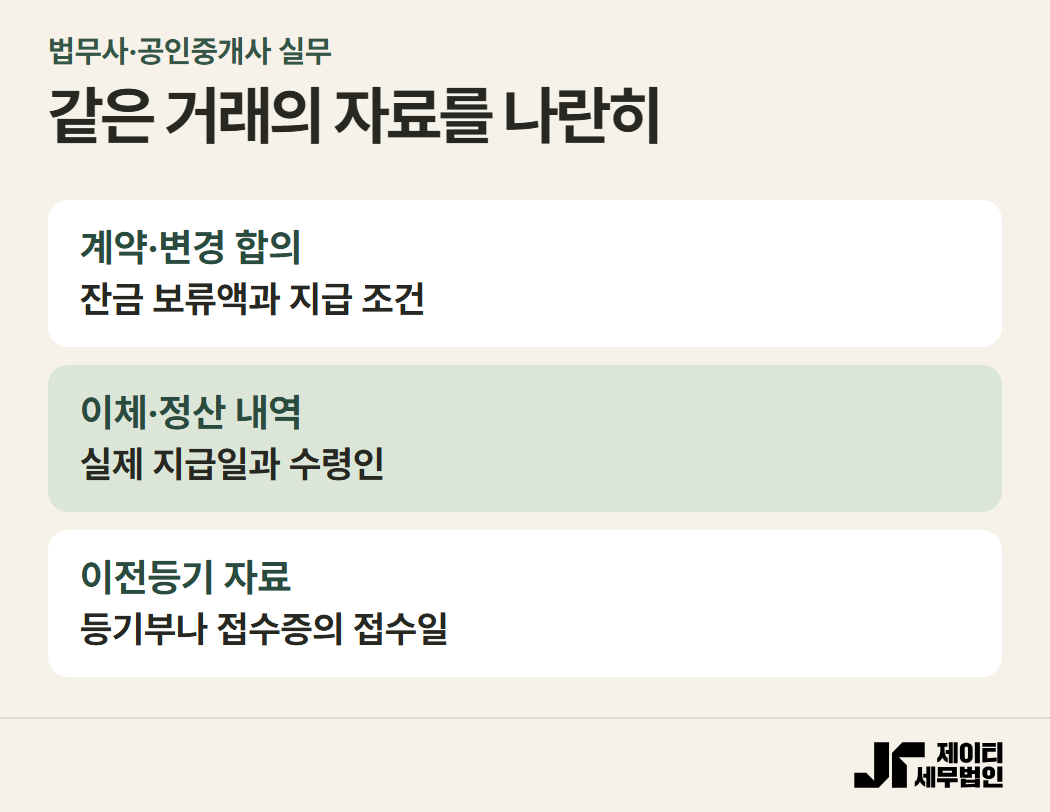 법무사·공인중개사 실무
같은 거래의 자료를 나란히
계약·변경 합의
잔금 보류액과 지급 조건
이체·정산 내역
실제 지급일과 수령인
이전등기 자료
등기부나 접수증의 접수일
JT 제이티
세무법인